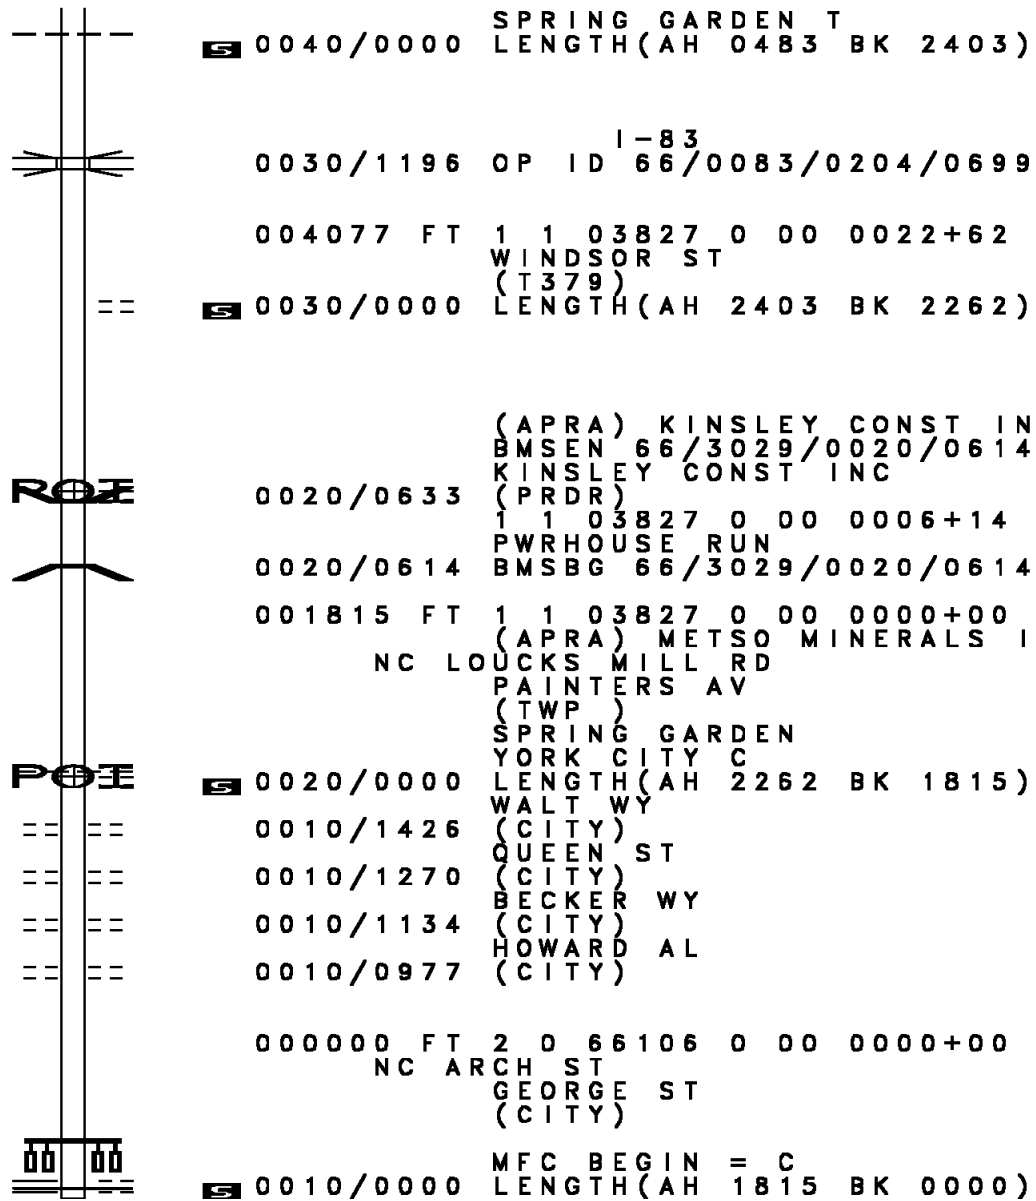 SPRING GARDEN T
S 0040/0000 LENGTH(AH 0483 BK 2403)
I-83
0030/1196 OP ID 66/0083/0204/0699
004077 FT 1 1 03827 0 00 0022+62
WINDSOR ST
(T379)
S 0030/0000 LENGTH(AH 2403 BK 2262)
(APRA) KINSLEY CONST IN
BMSEN 66/3029/0020/0614
KINSLEY CONST INC
0020/0633 (PRDR)
1 1 03827 0 00 0006+14
PWRHOUSE RUN
0020/0614 BMSBG 66/3029/0020/0614
001815 FT 1 1 03827 0 00 0000+00
(APRA) METSO MINERALS I
NC LOUCKS MILL RD
PAINTERS AV
(TWP )
SPRING GARDEN
YORK CITY C
S 0020/0000 LENGTH(AH 2262 BK 1815)
WALT WY
0010/1426 (CITY)
QUEEN ST
0010/1270 (CITY)
BECKER WY
0010/1134 (CITY)
HOWARD AL
0010/0977 (CITY)
000000 FT 2 0 66106 0 00 0000+00
NC ARCH ST
GEORGE ST
(CITY)
MFC BEGIN = C
S 0010/0000 LENGTH(AH 1815 BK 0000)